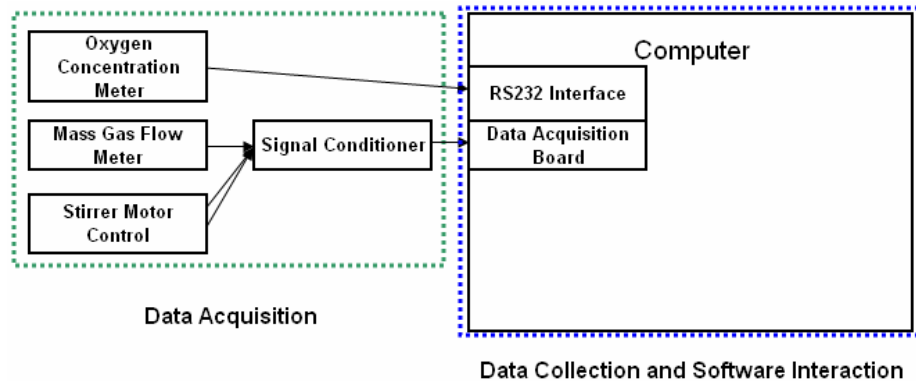 Oxygen
Concentration
Meter
Mass Gas Flow
Meter
Stirrer Motor
Control
Signal Conditioner
Computer
RS232 Interface
Data Acquisition
Board
Data Acquisition
Data Collection and Software Interaction